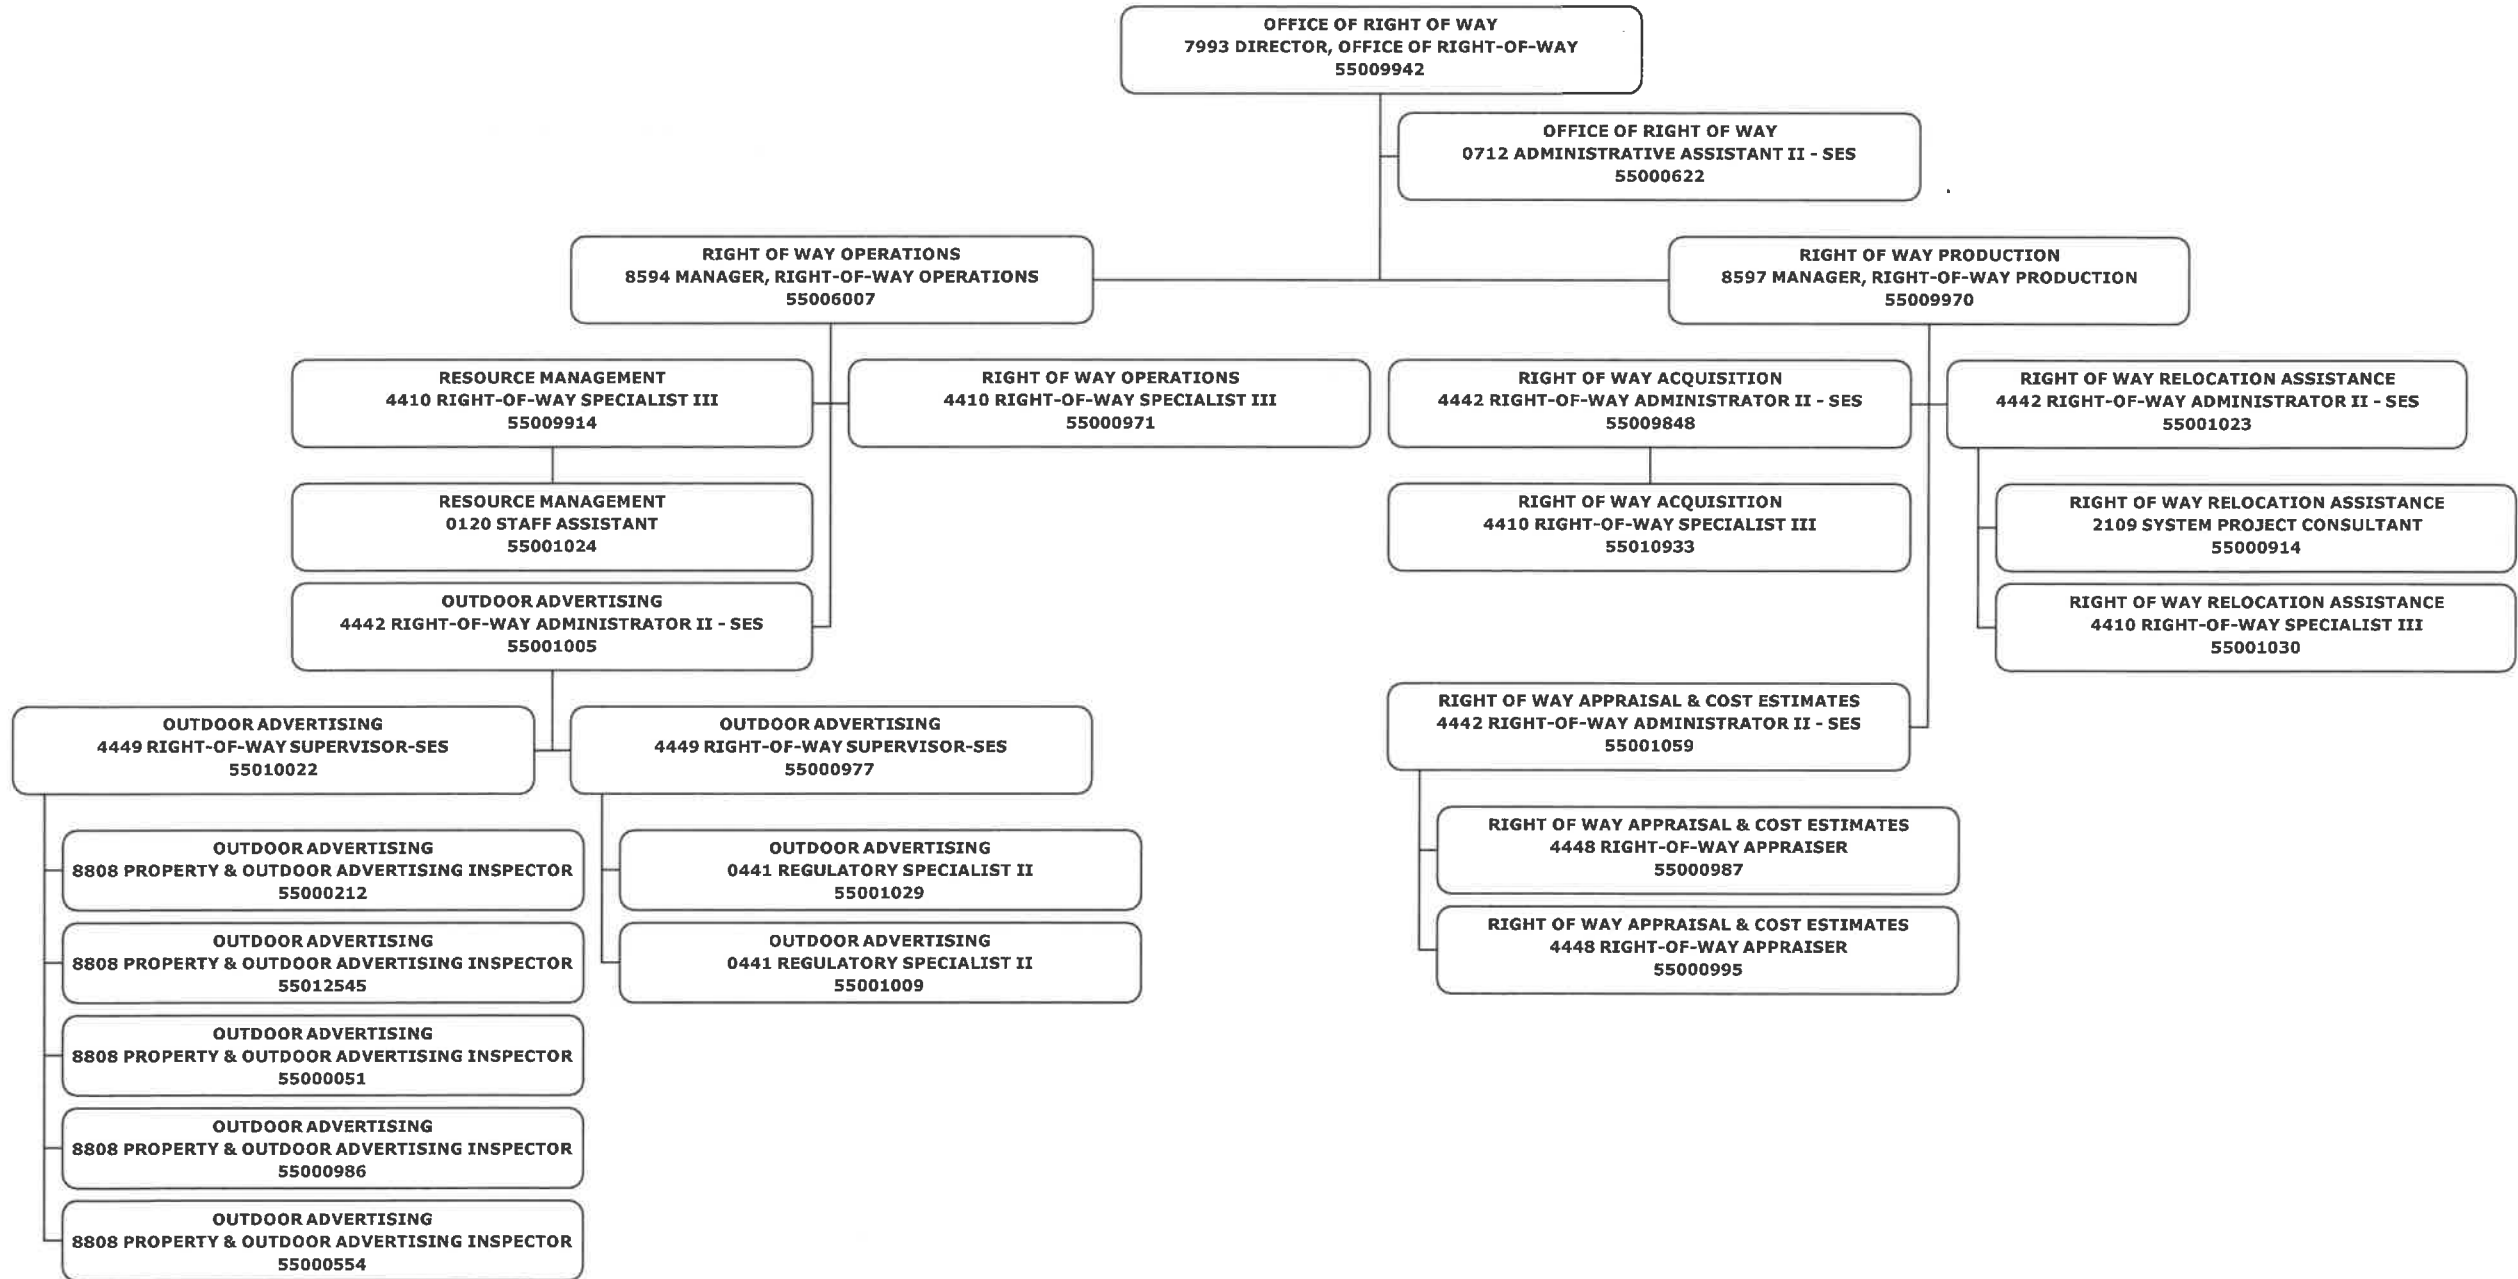 OFFICE OF RIGHT OF WAY
7993 DIRECTOR, OFFICE OF RIGHT-OF-WAY
55009942
OFFICE OF RIGHT OF WAY
0712 ADMINISTRATIVE ASSISTANT II - SES
55000622
RIGHT OF WAY OPERATIONS
8594 MANAGER, RIGHT-OF-WAY OPERATIONS
55006007
RIGHT OF WAY PRODUCTION
8597 MANAGER, RIGHT-OF-WAY PRODUCTION
55009970
RESOURCE MANAGEMENT
4410 RIGHT-OF-WAY SPECIALIST III
55009914
RIGHT OF WAY OPERATIONS
4410 RIGHT-OF-WAY SPECIALIST III
55000971
RIGHT OF WAY ACQUISITION
4442 RIGHT-OF-WAY ADMINISTRATOR II - SES
55009848
RIGHT OF WAY RELOCATION ASSISTANCE
4442 RIGHT-OF-WAY ADMINISTRATOR II - SES
55001023
RESOURCE MANAGEMENT
0120 STAFF ASSISTANT
55001024
RIGHT OF WAY ACQUISITION
4410 RIGHT-OF-WAY SPECIALIST III
55010933
RIGHT OF WAY RELOCATION ASSISTANCE
2109 SYSTEM PROJECT CONSULTANT
55000914
OUTDOOR ADVERTISING
4442 RIGHT-OF-WAY ADMINISTRATOR II - SES
55001005
RIGHT OF WAY RELOCATION ASSISTANCE
4410 RIGHT-OF-WAY SPECIALIST III
55001030
RIGHT OF WAY APPRAISAL & COST ESTIMATES
4442 RIGHT-OF-WAY ADMINISTRATOR II - SES
55001059
OUTDOOR ADVERTISING
4449 RIGHT-OF-WAY SUPERVISOR-SES
55010022
OUTDOOR ADVERTISING
4449 RIGHT-OF-WAY SUPERVISOR-SES
55000977
OUTDOOR ADVERTISING
8808 PROPERTY & OUTDOOR ADVERTISING INSPECTOR
55000212
OUTDOOR ADVERTISING
8808 PROPERTY & OUTDOOR ADVERTISING INSPECTOR
55012545
OUTDOOR ADVERTISING
8808 PROPERTY & OUTDOOR ADVERTISING INSPECTOR
55000051
OUTDOOR ADVERTISING
8808 PROPERTY & OUTDOOR ADVERTISING INSPECTOR
55000986
OUTDOOR ADVERTISING
8808 PROPERTY & OUTDOOR ADVERTISING INSPECTOR
55000554
OUTDOOR ADVERTISING
0441 REGULATORY SPECIALIST II
55001029
OUTDOOR ADVERTISING
0441 REGULATORY SPECIALIST II
55001009
RIGHT OF WAY APPRAISAL & COST ESTIMATES
4448 RIGHT-OF-WAY APPRAISER
55000987
RIGHT OF WAY APPRAISAL & COST ESTIMATES
4448 RIGHT-OF-WAY APPRAISER
55000995